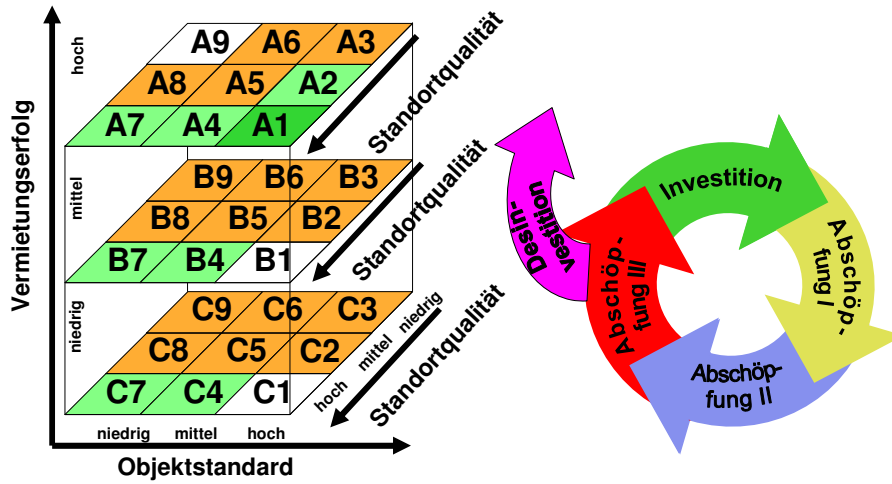 Vermietungserfolg
hoch
mittel
niedrig
A9 A6 A3
A8 A5 A2
A7 A4 A1
Standortqualität
B9 B6 B3
B8 B5 B2
B7 B4 B1
Standortqualität
C9 C6 C3
C8 C5 C2
C7 C4 C1
hoch mittel niedrig
Standortqualität
niedrig mittel hoch
Objektstandard
Desin-
vestition
Investition
Abschöp-
fung I
Abschöp-
fung II
Abschöp-
fung III